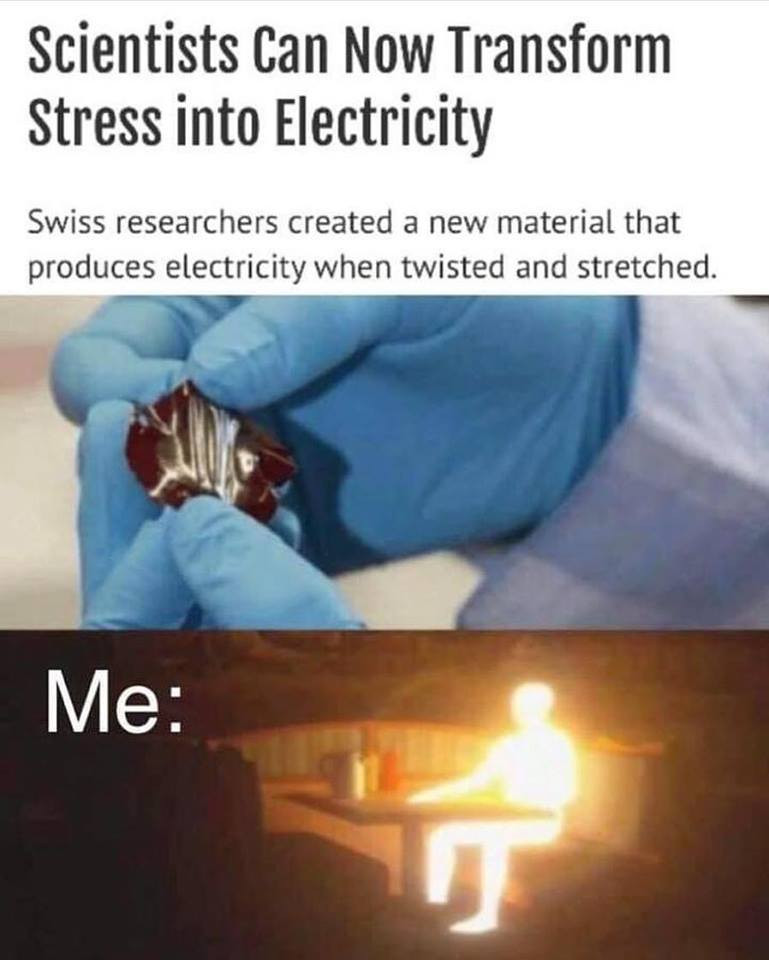 Scientists Can Now Transform
Stress into Electricity
Swiss researchers created a new material that
produces electricity when twisted and stretched.
Me: